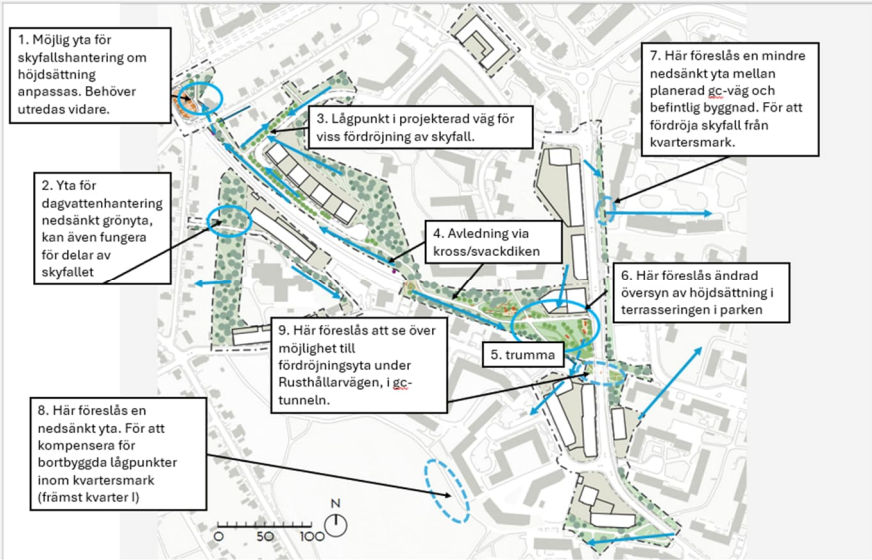 1. Möjlig yta för
skyfallshantering om
höjdsättning
anpassas. Behöver
utredas vidare.
7. Här föreslås en mindre
nedsänkt yta mellan
planerad gc-väg och
befintlig byggnad. För att
fördröja skyfall från
kvartersmark.
3. Lågpunkt i projekterad väg för
viss fördröjning av skyfall.
2. Yta för
dagvattenhantering
nedsänkt grönyta,
kan även fungera
för delar av
skyfallet
4. Avledning via
kross/svackdiken
6. Här föreslås ändrad
översyn av höjdsättning i
terrasseringen i parken
9. Här föreslås att se över
möjlighet till
fördröjningsyta under
Rusthållarvägen, i gc-
tunneln.
5. trumma
8. Här föreslås en
nedsänkt yta. För att
kompensera för
bortbyggda lågpunkter
inom kvartersmark
(främst kvarter I)
N
0 50 100